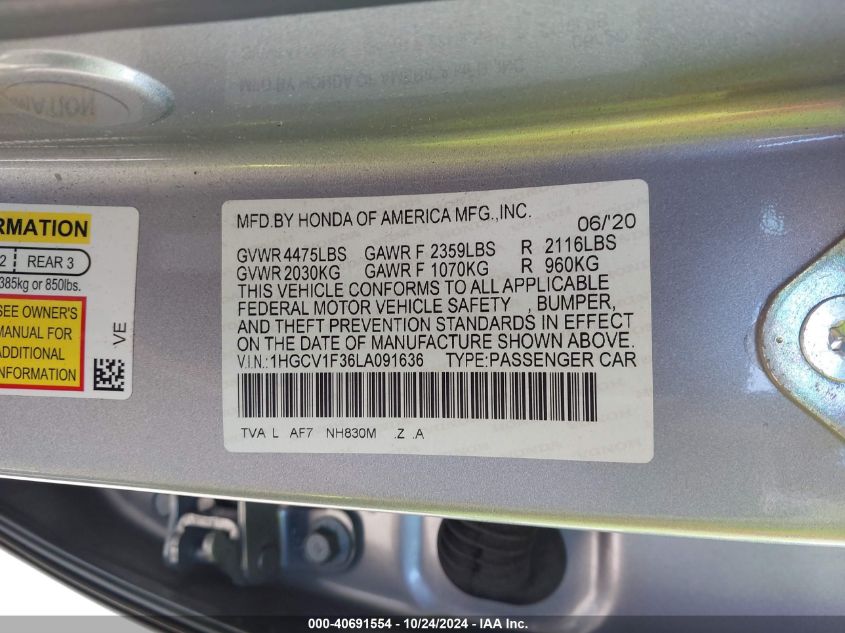 MFD.BY HONDA OF AMERICA MFG.,INC. 06/'20
GVWR 4475LBS GAWR F 2359LBS R 2116LBS
GVWR 2030KG GAWR F 1070KG R 960KG
THIS VEHICLE CONFORMS TO ALL APPLICABLE
FEDERAL MOTOR VEHICLE SAFETY , BUMPER,
AND THEFT PREVENTION STANDARDS IN EFFECT
ON THE DATE OF MANUFACTURE SHOWN ABOVE.
V.I.N.: 1HGCV1F36LA091636 TYPE:PASSENGER CAR
TVA L AF7 NH830M .Z .A
ORMATION
2 REAR 3
385kg or 850lbs.
SEE OWNER'S
MANUAL FOR
ADDITIONAL
INFORMATION
VE
000-40691554 - 10/24/2024 - IAA Inc.